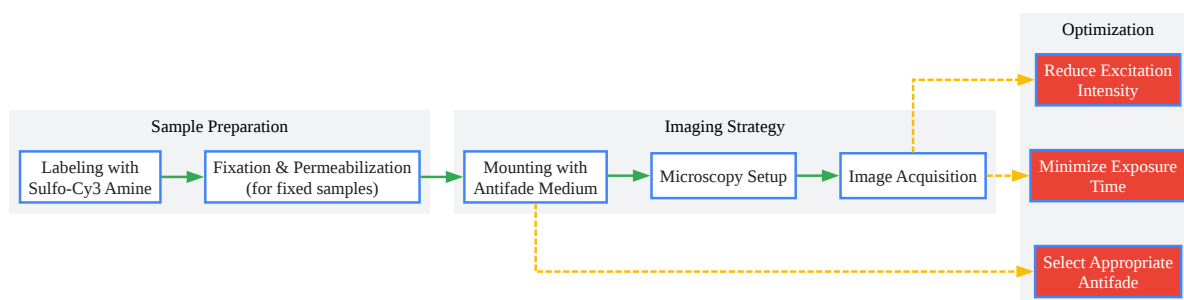 Sample Preparation
Labeling with
Sulfo-Cy3 Amine
Fixation & Permeabilization
(for fixed samples)
Imaging Strategy
Mounting with
Antifade Medium
Microscopy Setup
Image Acquisition
Optimization
Reduce Excitation
Intensity
Minimize Exposure
Time
Select Appropriate
Antifade